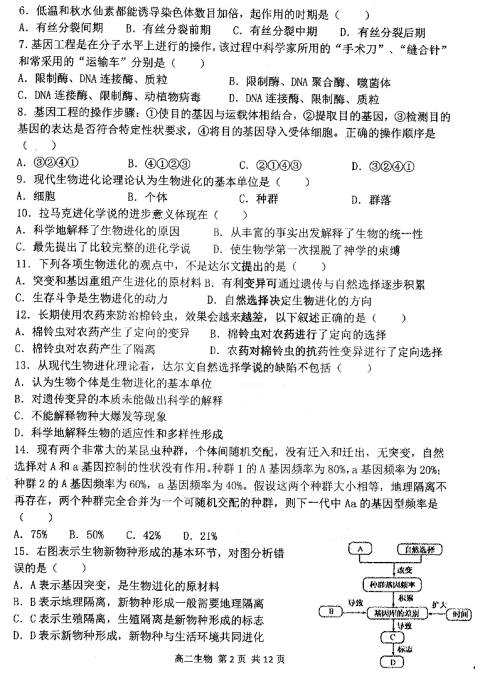 6．低温和秋水仙素都能诱导染色体数目加倍，起作用的时期是（　　）
A．有丝分裂间期　B．有丝分裂前期　C．有丝分裂中期　D．有丝分裂后期
7.基因工程是在分子水平上进行的操作，该过程中科学家所用的“手术刀”、“缝合针”
和常采用的“运输车”分别是（　　）
A．限制酶、DNA连接酶、质粒　B．限制酶、DNA聚合酶、噬菌体
C．DNA连接酶、限制酶、动植物病毒　D．DNA连接酶、限制酶、质粒
8．基因工程的操作步骤：①使目的基因与运载体相结合，②提取目的基因，③检测目的
基因的表达是否符合特定性状要求，④将目的基因导入受体细胞。正确的操作顺序是
（　　）
A．③②④①　B．④①②③　C．②①④③　D．③②④①
9．现代生物进化论理论认为生物进化的基本单位是（　　）
A．细胞　B．个体　C．种群　D．群落
10．拉马克进化学说的进步意义体现在（　　）
A．科学地解释了生物进化的原因　B．从丰富的事实出发解释了生物的统一性
C．最先提出了比较完整的进化学说　D．使生物学第一次摆脱了神学的束缚
11．下列各项生物进化的观点中，不是达尔文提出的是（　　）
A．突变和基因重组产生进化的原材料 B．有利变异可通过遗传与自然选择逐步积累
C．生存斗争是生物进化的动力　D．自然选择决定生物进化的方向
12．长期使用农药来防治棉铃虫，效果会越来越差，以下叙述正确的是（　　）
A．棉铃虫对农药产生了定向的变异　B．棉铃虫对农药进行了定向的选择
C．棉铃虫对农药产生了隔离　D．农药对棉铃虫的抗药性变异进行了定向选择
13．从现代生物进化理论看，达尔文自然选择学说的缺陷不包括（　　）
A．认为生物个体是生物进化的基本单位
B．对遗传变异的本质未能做出科学的解释
C．不能解释物种大爆发等现象
D．科学地解释生物的适应性和多样性形成
14．现有两个非常大的某昆虫种群，个体间随机交配，没有迁入和迁出，无突变，自然
选择对A和a基因控制的性状没有作用。种群1的A基因频率为80%，a基因频率为20%；
种群2的A基因频率为60%，a基因频率为40%。假设这两个种群大小相等，地理隔离不
再存在，两个种群完全合并为一个可随机交配的种群，则下一代中Aa的基因型频率是
（　　）
A．75%　B．50%　C．42%　D．21%
15．右图表示生物新物种形成的基本环节，对图分析错
误的是（　　）
A．A表示基因突变，是生物进化的原材料
B．B表示地理隔离，新物种形成一般需要地理隔离
C．C表示生殖隔离，生殖隔离是新物种形成的标志
D．D表示新物种形成，新物种与生活环境共同进化
A　自然选择
改变
种群基因频率
积累
B　导致　基因库的差别　扩大　时间
导致
C
标志
D
高二生物 第2页 共12页